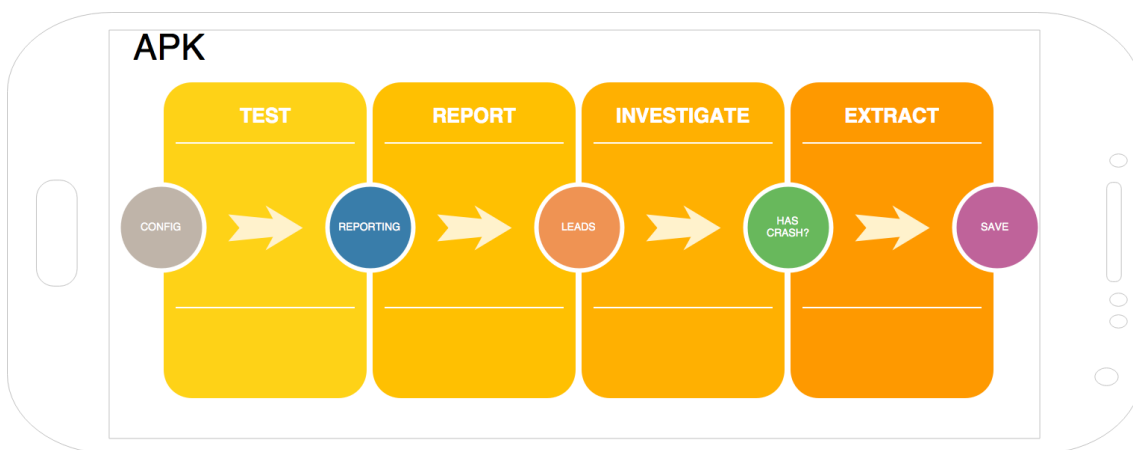 APK
TEST
REPORT
INVESTIGATE
EXTRACT
CONFIG
REPORTING
LEADS
HAS
CRASH?
SAVE